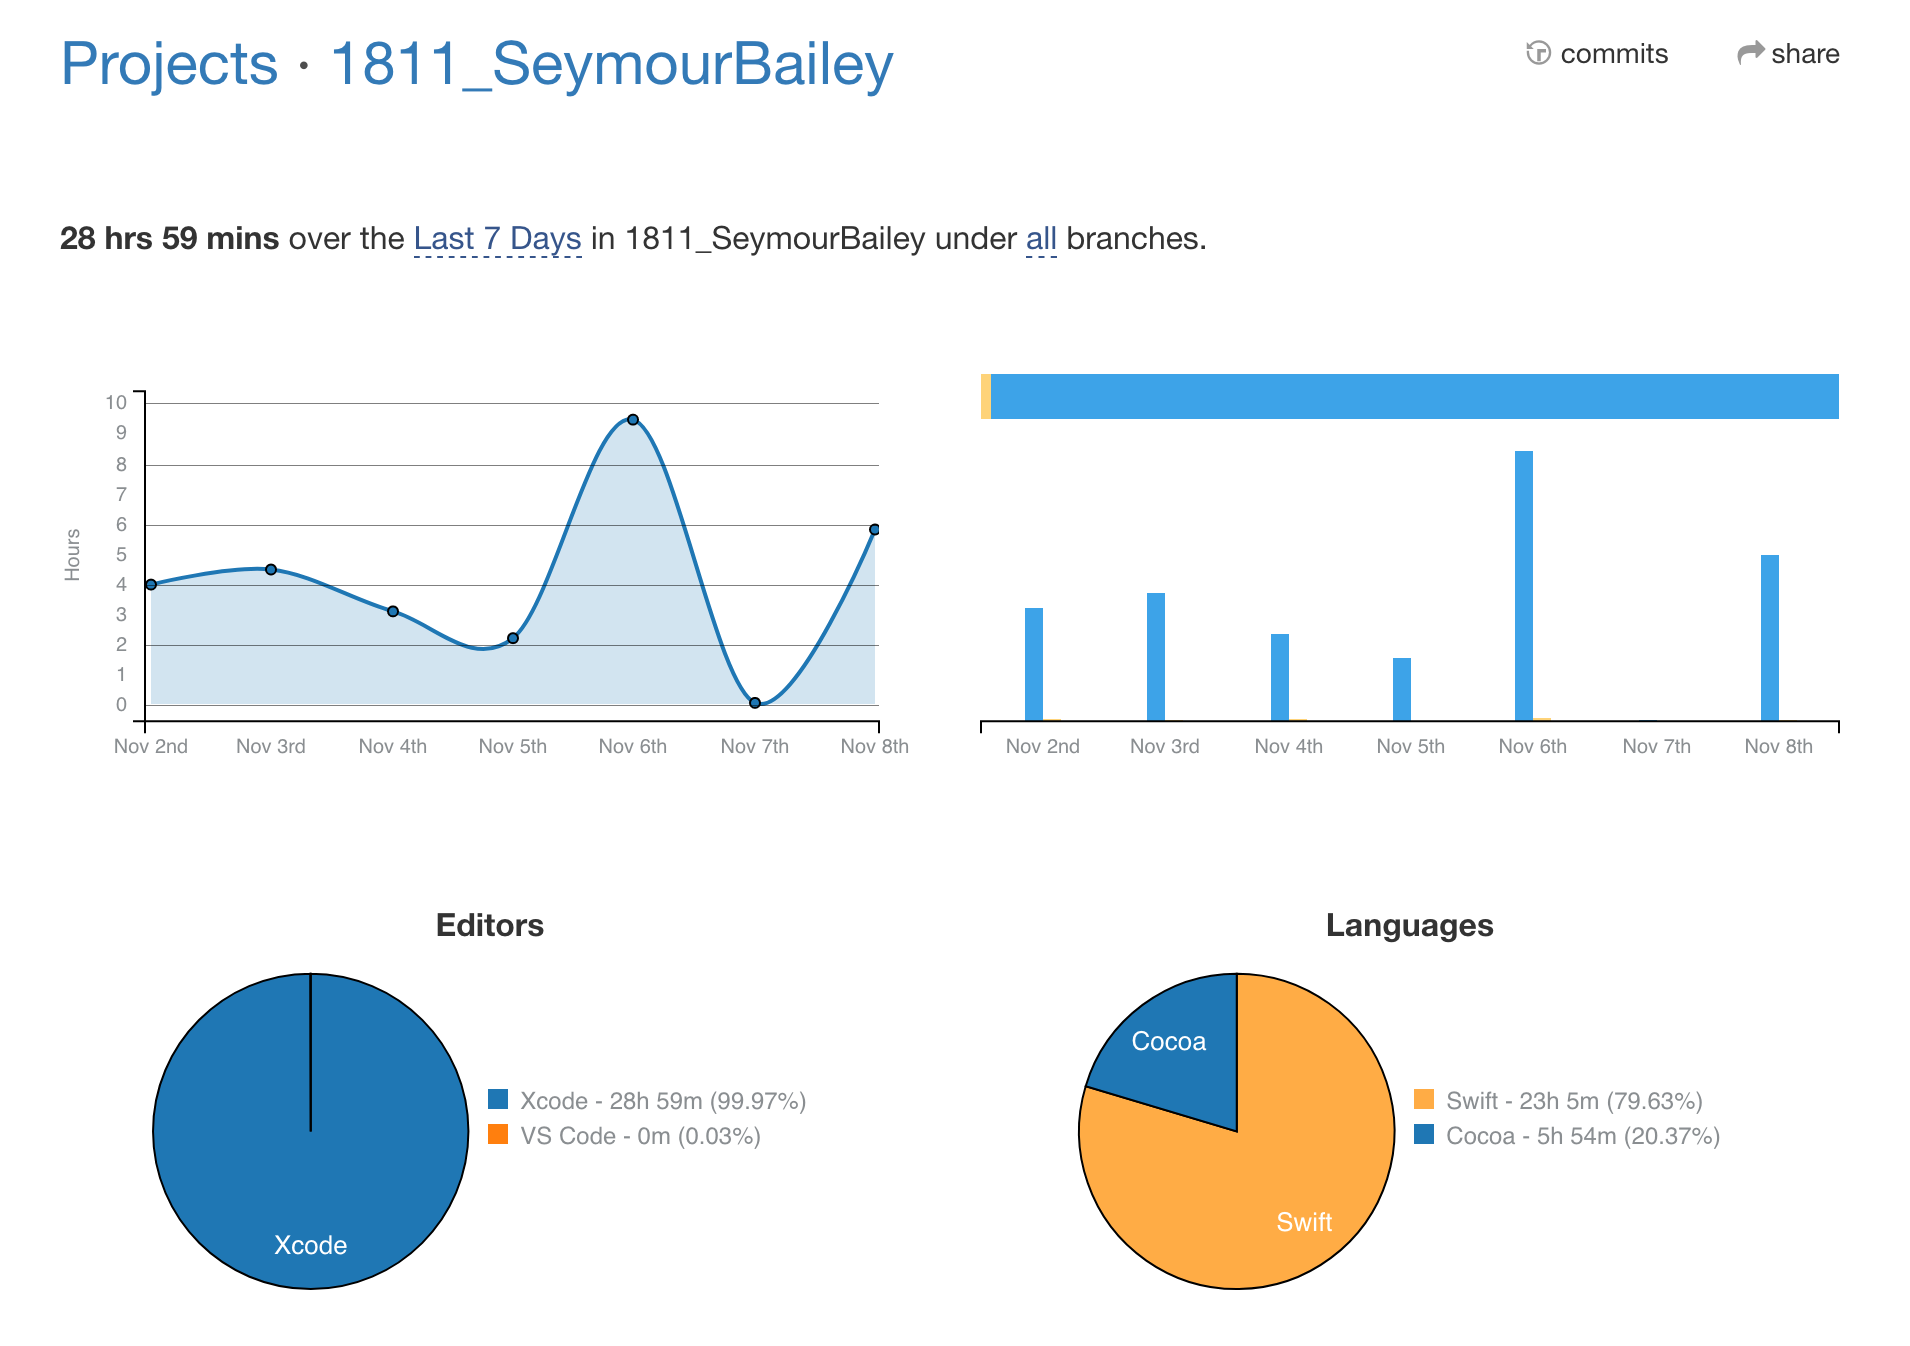 Projects · 1811_SeymourBailey
commits
share
28 hrs 59 mins over the Last 7 Days in 1811_SeymourBailey under all branches.
Hours
10
9
8
7
6
5
4
3
2
1
0
Nov 2nd Nov 3rd Nov 4th Nov 5th Nov 6th Nov 7th Nov 8th
Nov 2nd Nov 3rd Nov 4th Nov 5th Nov 6th Nov 7th Nov 8th
Editors
Xcode
Xcode - 28h 59m (99.97%)
VS Code - 0m (0.03%)
Languages
Cocoa
Swift
Swift - 23h 5m (79.63%)
Cocoa - 5h 54m (20.37%)